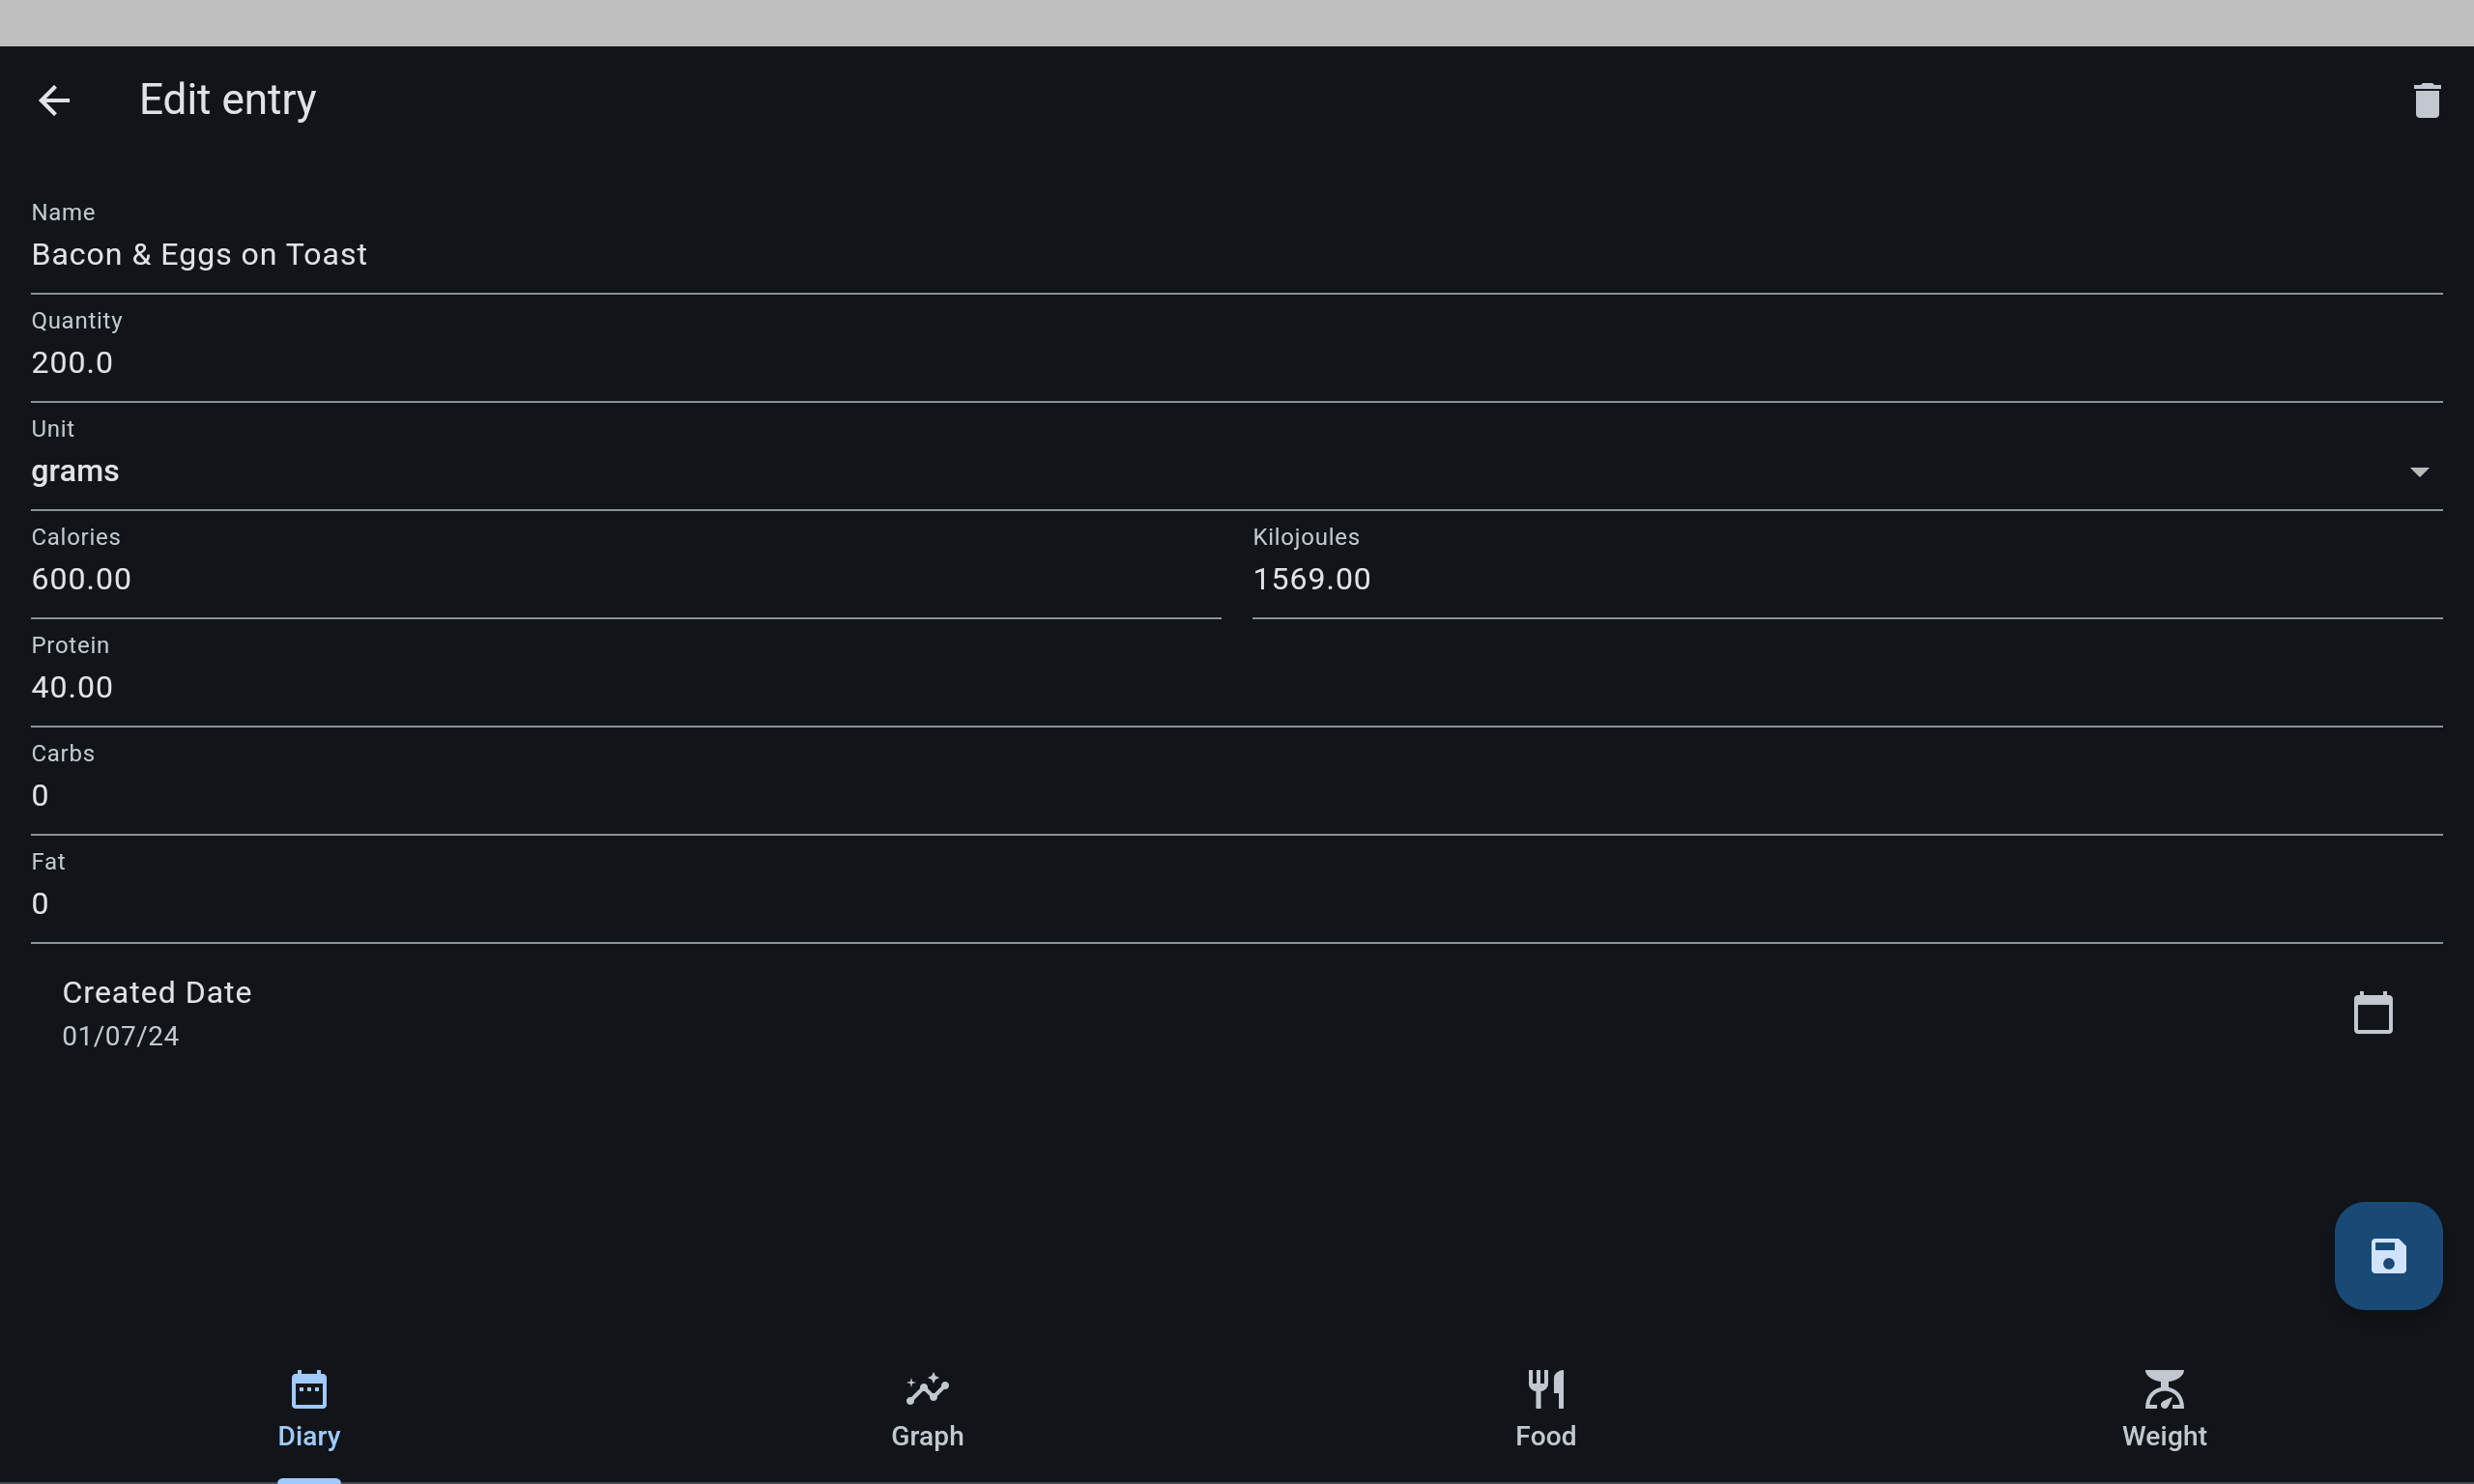 Edit entry
Name
Bacon & Eggs on Toast
Quantity
200.0
Unit
grams
Calories
600.00
Kilojoules
1569.00
Protein
40.00
Carbs
0
Fat
0
Created Date
01/07/24
Diary
Graph
Food
Weight